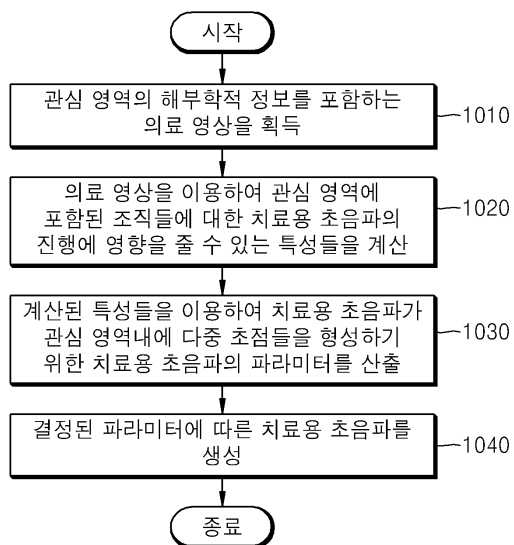 시작
관심 영역의 해부학적 정보를 포함하는
의료 영상을 획득
1010
의료 영상을 이용하여 관심 영역에
포함된 조직들에 대한 치료용 초음파의
진행에 영향을 줄 수 있는 특성들을 계산
1020
계산된 특성들을 이용하여 치료용 초음파가
관심 영역내에 다중 초점들을 형성하기
위한 치료용 초음파의 파라미터를 산출
1030
결정된 파라미터에 따른 치료용 초음파를
생성
1040
종료